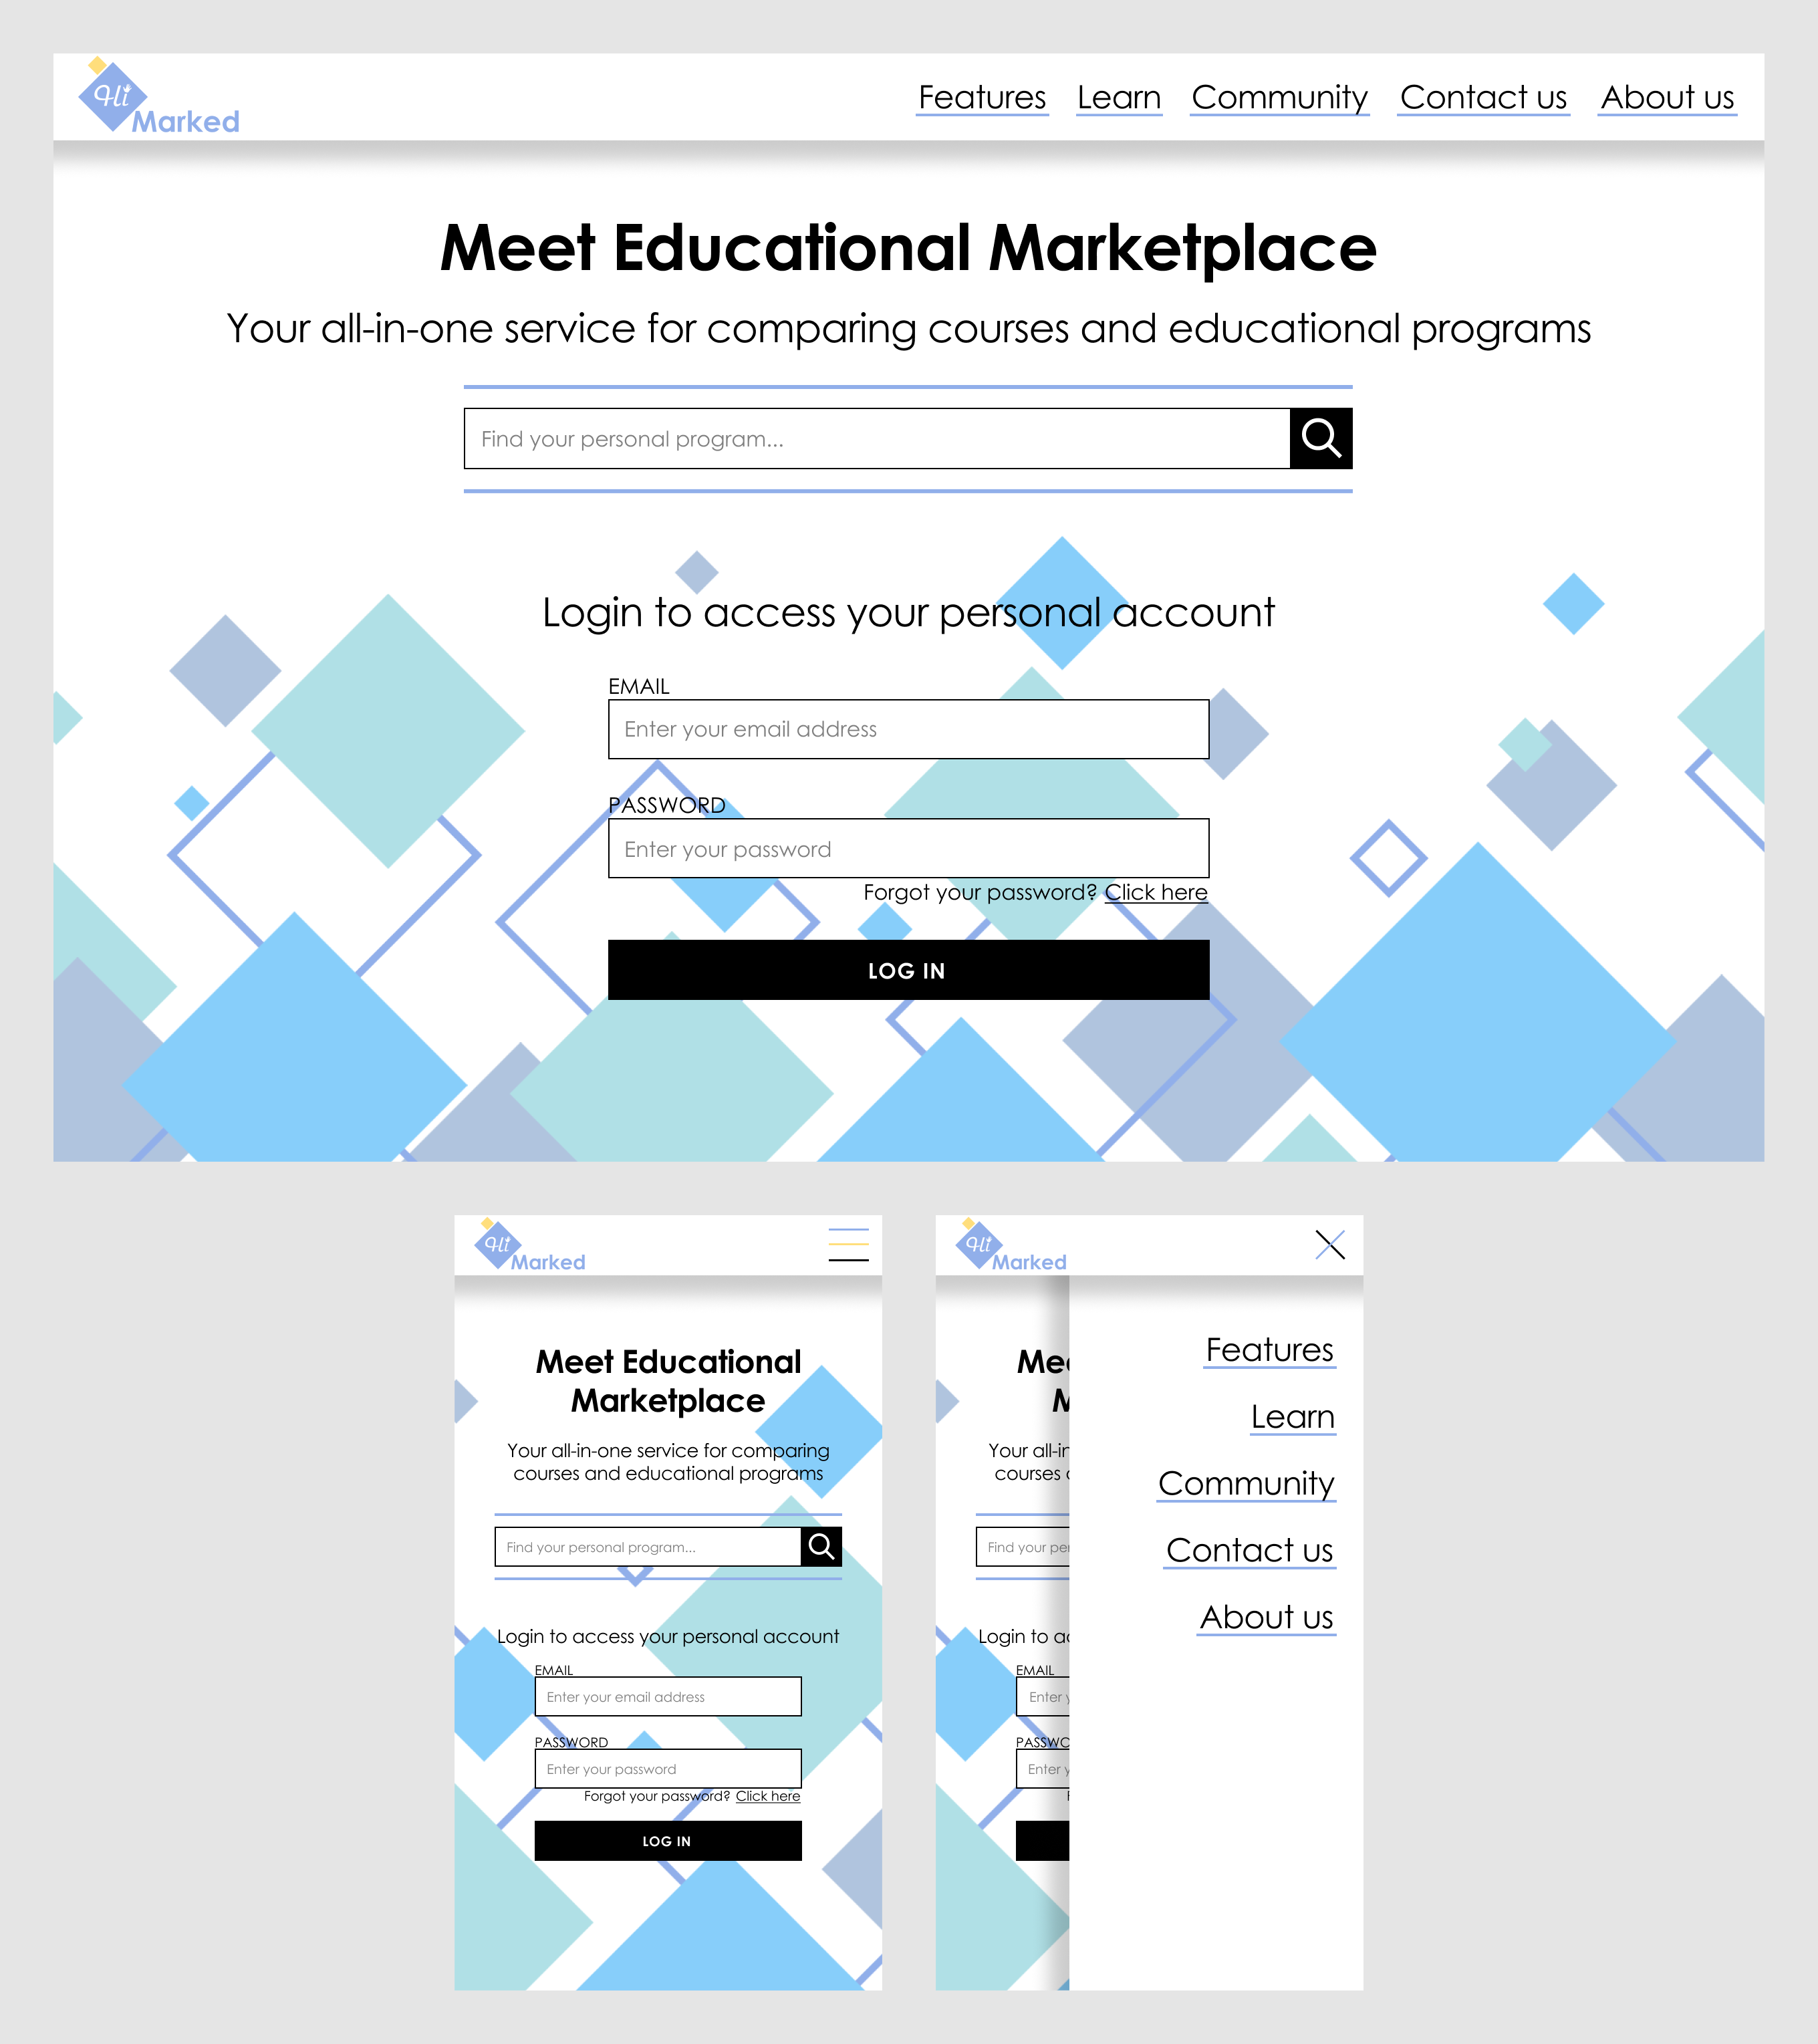 Hi
Marked
Features Learn Community Contact us About us
Meet Educational Marketplace
Your all-in-one service for comparing courses and educational programs
Find your personal program...
Login to access your personal account
EMAIL
Enter your email address
PASSWORD
Enter your password
Forgot your password? Click here
LOG IN
Hi
Marked
Meet Educational
Marketplace
Your all-in-one service for comparing
courses and educational programs
Find your personal program...
Login to access your personal account
EMAIL
Enter your email address
PASSWORD
Enter your password
Forgot your password? Click here
LOG IN
Hi
Marked
Features
Learn
Community
Contact us
About us
Your all-in
courses
Find your per
Login to ac
EMAIL
Enter y
PASSWO
Enter y